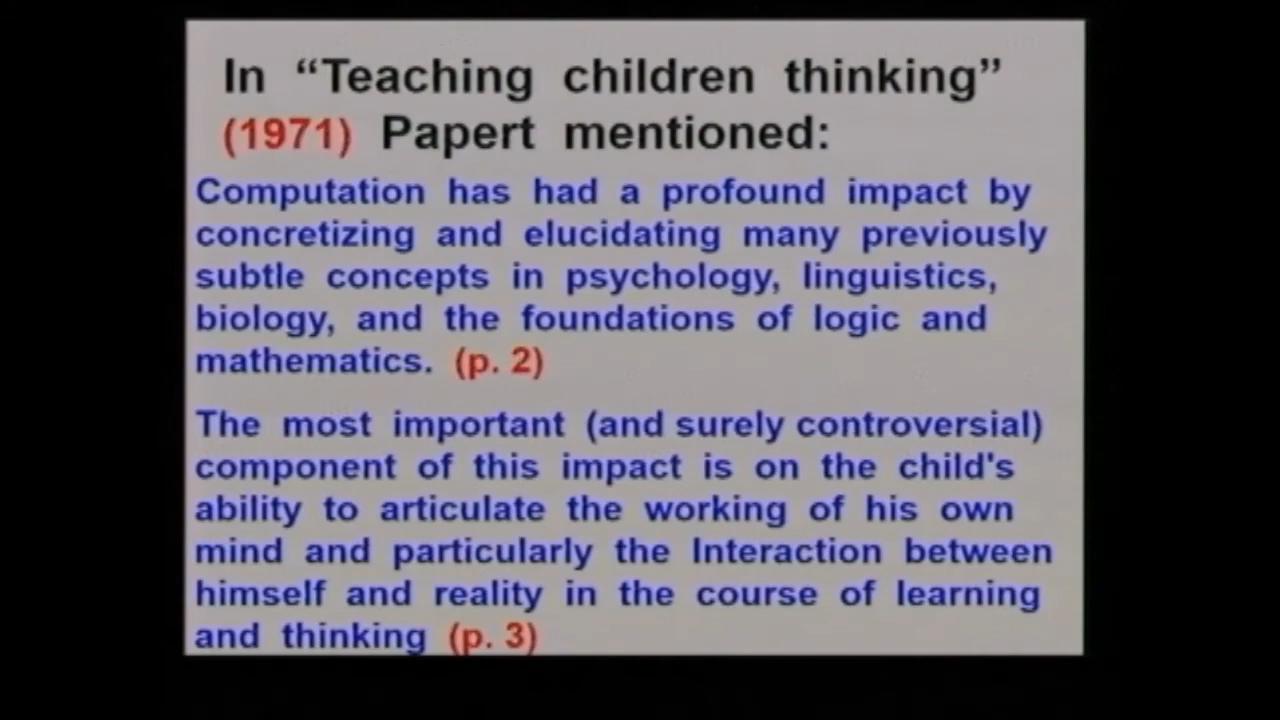 In “Teaching children thinking”
(1971) Papert mentioned:
Computation has had a profound impact by
concretizing and elucidating many previously
subtle concepts in psychology, linguistics,
biology, and the foundations of logic and
mathematics. (p. 2)
The most important (and surely controversial)
component of this impact is on the child's
ability to articulate the working of his own
mind and particularly the Interaction between
himself and reality in the course of learning
and thinking (p. 3)